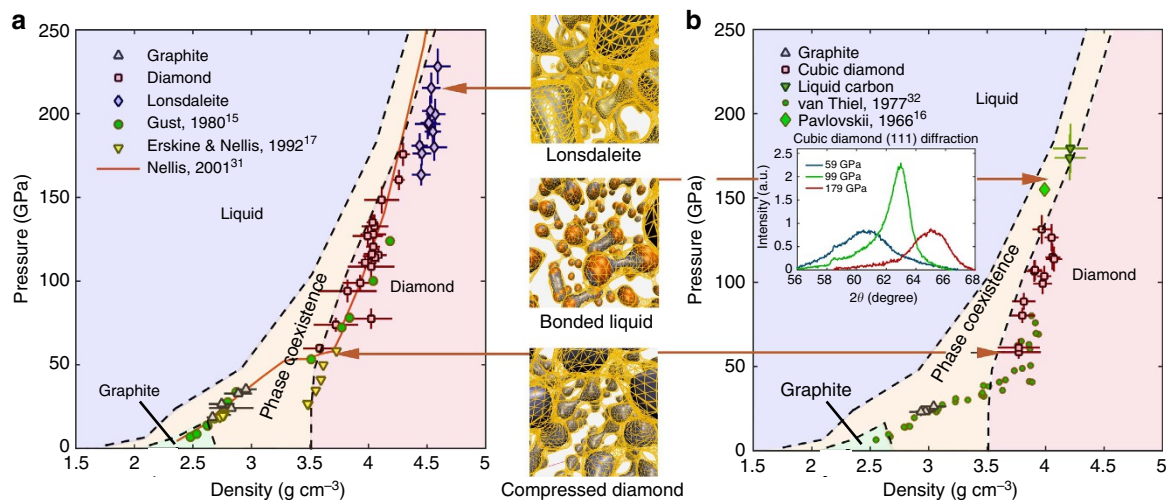 a
Pressure (GPa)
250
200
150
100
50
0
1.5
2
2.5
3
3.5
4
4.5
5
Density (g cm⁻³)
Graphite
Diamond
Lonsdaleite
Gust, 1980¹⁵
Erskine & Nellis, 1992¹⁷
Nellis, 2001³¹
Liquid
Phase coexistence
Diamond
Graphite
Lonsdaleite
Bonded liquid
Compressed diamond
b
Pressure (GPa)
250
200
150
100
50
0
1.5
2
2.5
3
3.5
4
4.5
5
Density (g cm⁻³)
Graphite
Cubic diamond
Liquid carbon
van Thiel, 1977³²
Pavlovskii, 1966¹⁶
Liquid
Cubic diamond (111) diffraction
Intensity (a.u.)
2.5
2
1.5
1
0.5
0
59 GPa
99 GPa
179 GPa
56
58
60
62
64
66
68
2θ (degree)
Phase coexistence
Diamond
Graphite